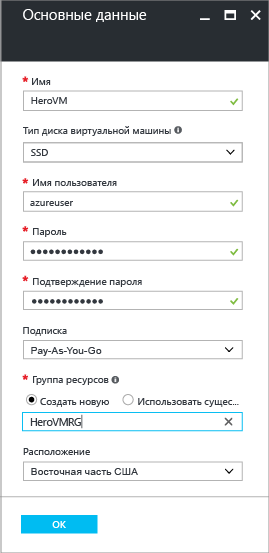 Основные данные
* Имя
HeroVM
Тип диска виртуальной машины
SSD
* Имя пользователя
azureuser
* Пароль
••••••••••••
* Подтверждение пароля
••••••••••••
Подписка
Pay-As-You-Go
* Группа ресурсов
Создать новую Использовать сущес...
HeroVMRG
Расположение
Восточная часть США
ОК